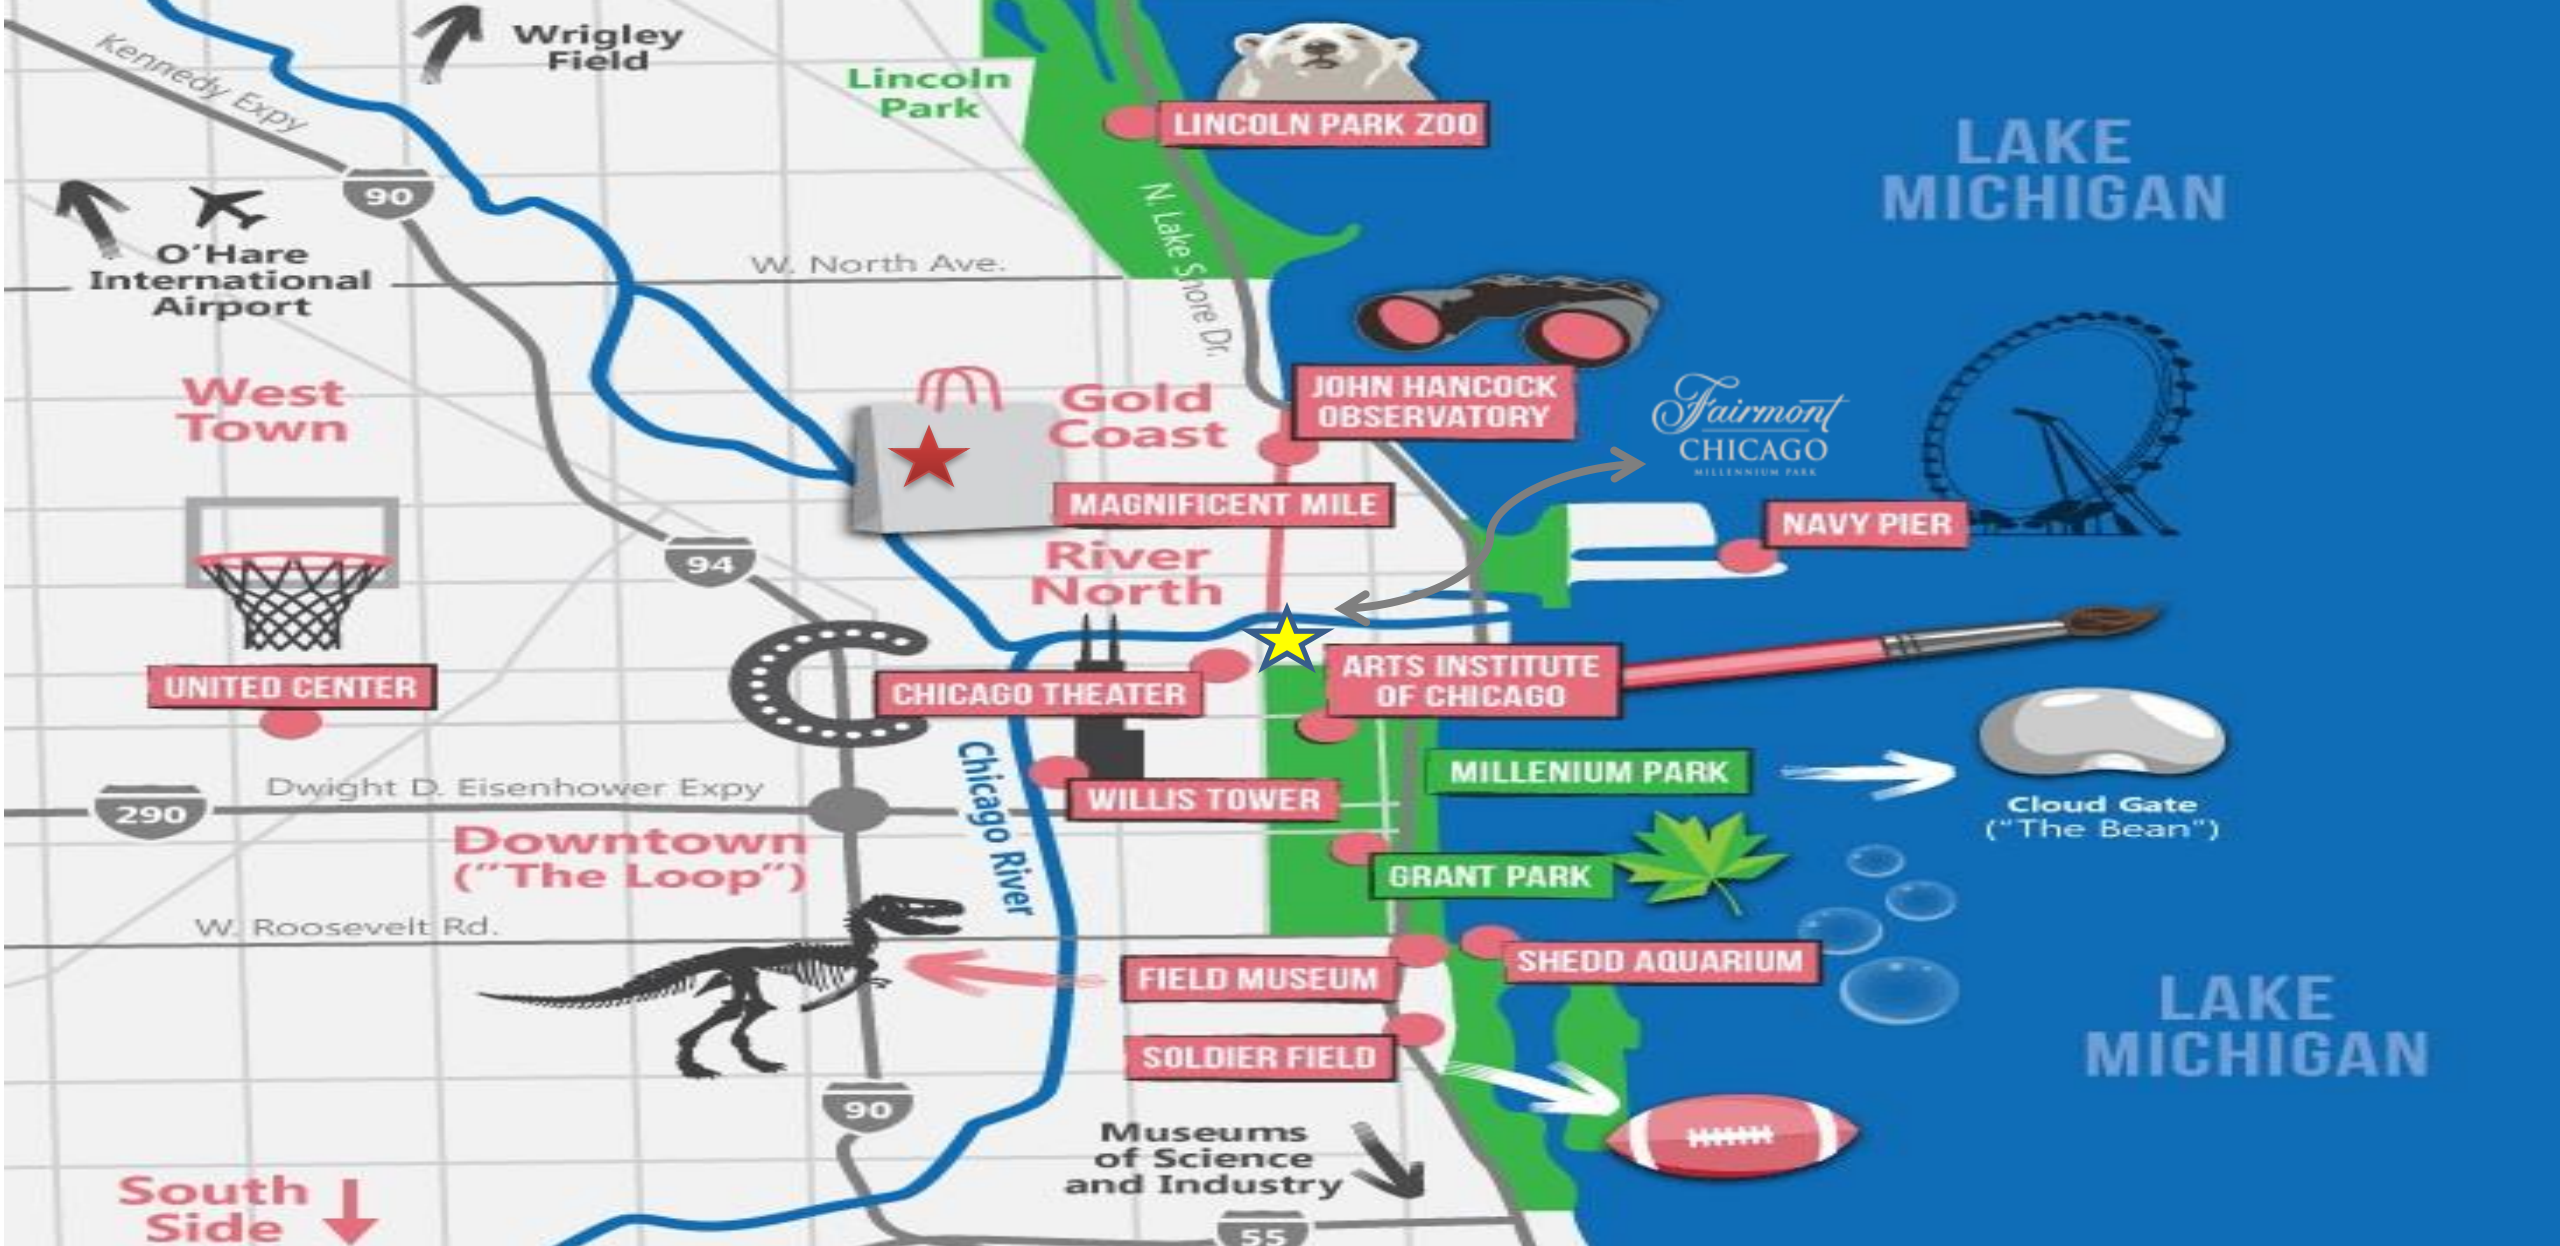 Wrigley
Field
Kennedy Expy
Lincoln
Park
LINCOLN PARK ZOO
LAKE
MICHIGAN
90
N. Lake Shore Dr.
O'Hare
International
Airport
W. North Ave.
West
Town
Gold
Coast
JOHN HANCOCK
OBSERVATORY
Fairmont
CHICAGO
MILLENNIUM PARK
MAGNIFICENT MILE
NAVY PIER
94
River
North
UNITED CENTER
CHICAGO THEATER
ARTS INSTITUTE
OF CHICAGO
Chicago River
MILLENIUM PARK
Cloud Gate
("The Bean")
290
Dwight D. Eisenhower Expy
WILLIS TOWER
Downtown
("The Loop")
GRANT PARK
W. Roosevelt Rd.
FIELD MUSEUM
SHEDD AQUARIUM
SOLDIER FIELD
LAKE
MICHIGAN
90
Museums
of Science
and Industry
South
Side
55